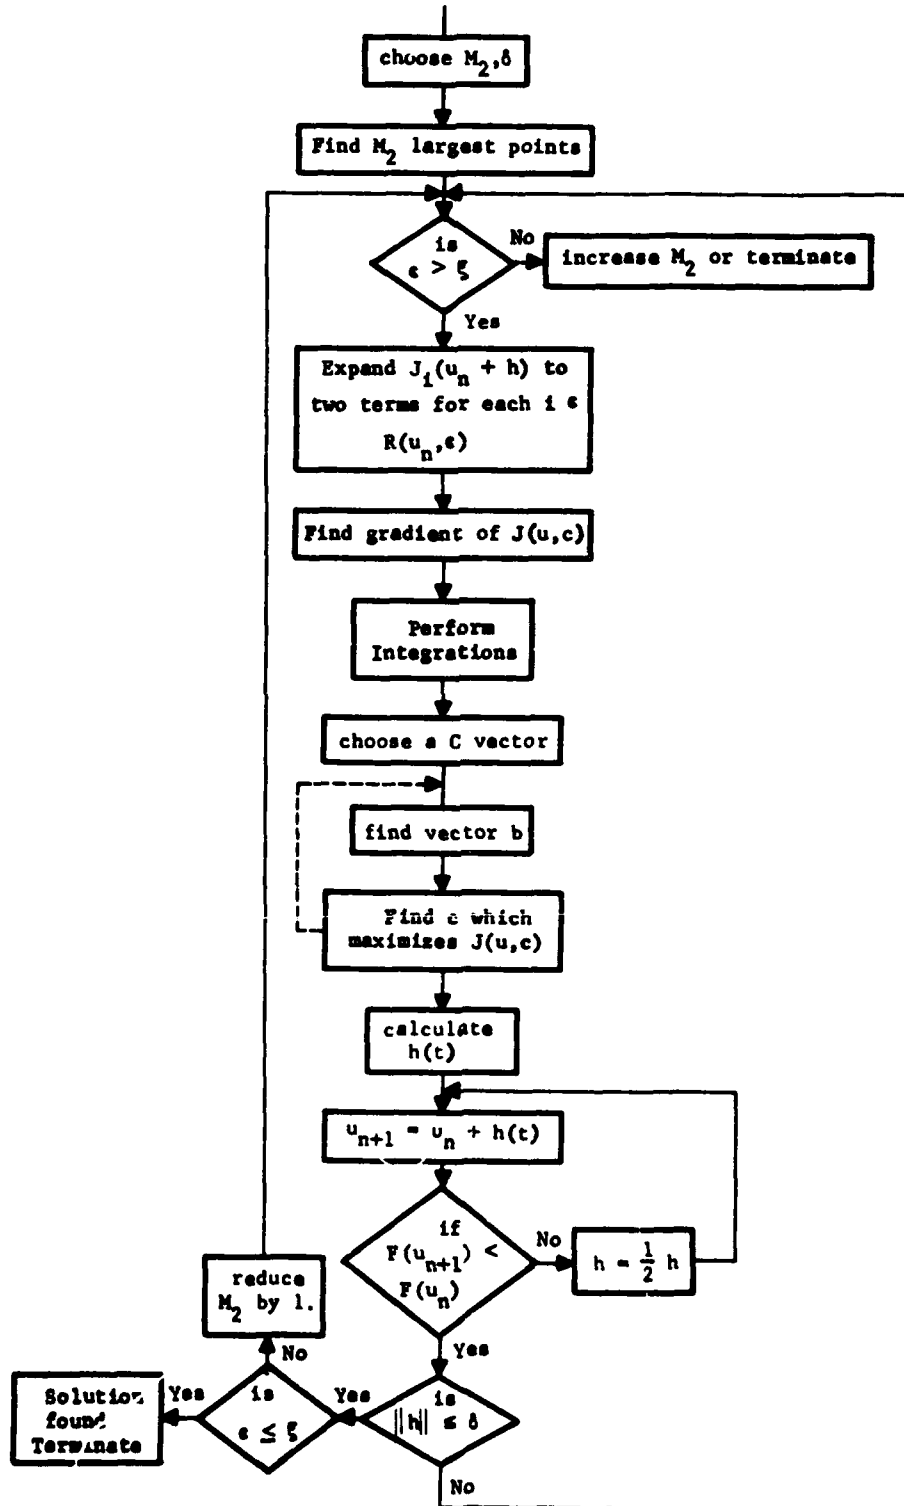 choose M₂,δ
Find M₂ largest points
is
ϵ > ξ
No
increase M₂ or terminate
Yes
Expand Jᵢ(uₙ + h) to
two terms for each i ϵ
R(uₙ,ϵ)
Find gradient of J(u,c)
Perform
Integrations
choose a C vector
find vector b
Find c which
maximizes J(u,c)
calculate
h(t)
uₙ₊₁ = uₙ + h(t)
if
F(uₙ₊₁) <
F(uₙ)
No
h = 1/2 h
Yes
is
||h|| ≤ δ
Yes
No
is
ϵ ≤ ξ
No
reduce
M₂ by 1.
Yes
Solution
found
Terminate